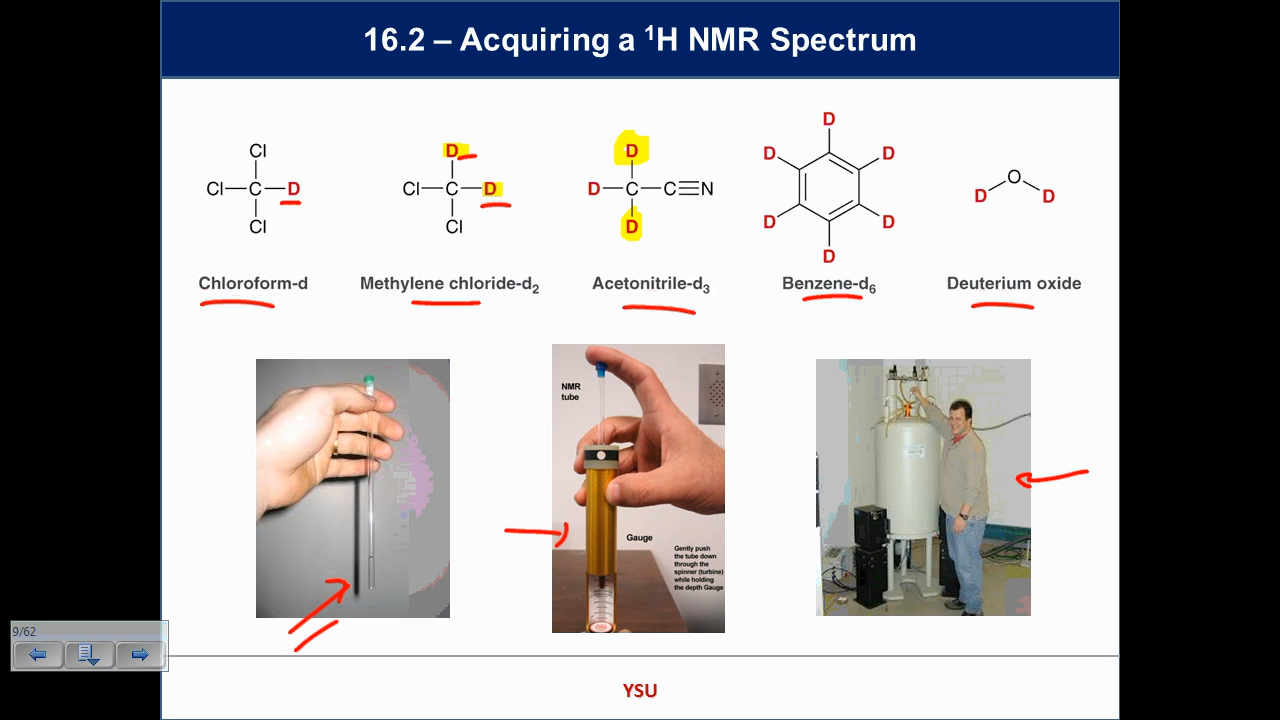 16.2 – Acquiring a ¹H NMR Spectrum
Cl
Cl C D
Cl
D
Cl C D
Cl
D
D C C N
D
D
D D
D D
D
O
D D
Chloroform-d
Methylene chloride-d₂
Acetonitrile-d₃
Benzene-d₆
Deuterium oxide
NMR
tube
Gauge
Gently push
the tube down
through the
spinner (turbine)
while holding
the depth Gauge
9/62
YSU